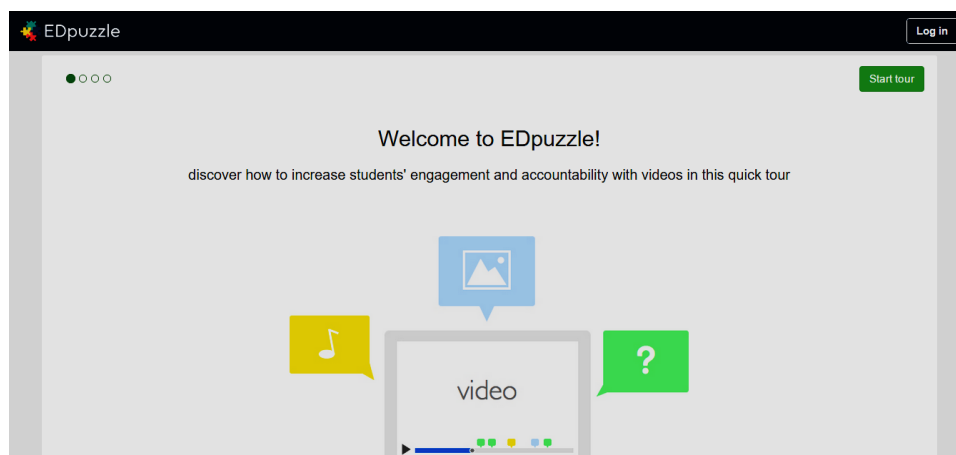 EDpuzzle
Log in
Start tour
Welcome to EDpuzzle!
discover how to increase students' engagement and accountability with videos in this quick tour
?
video